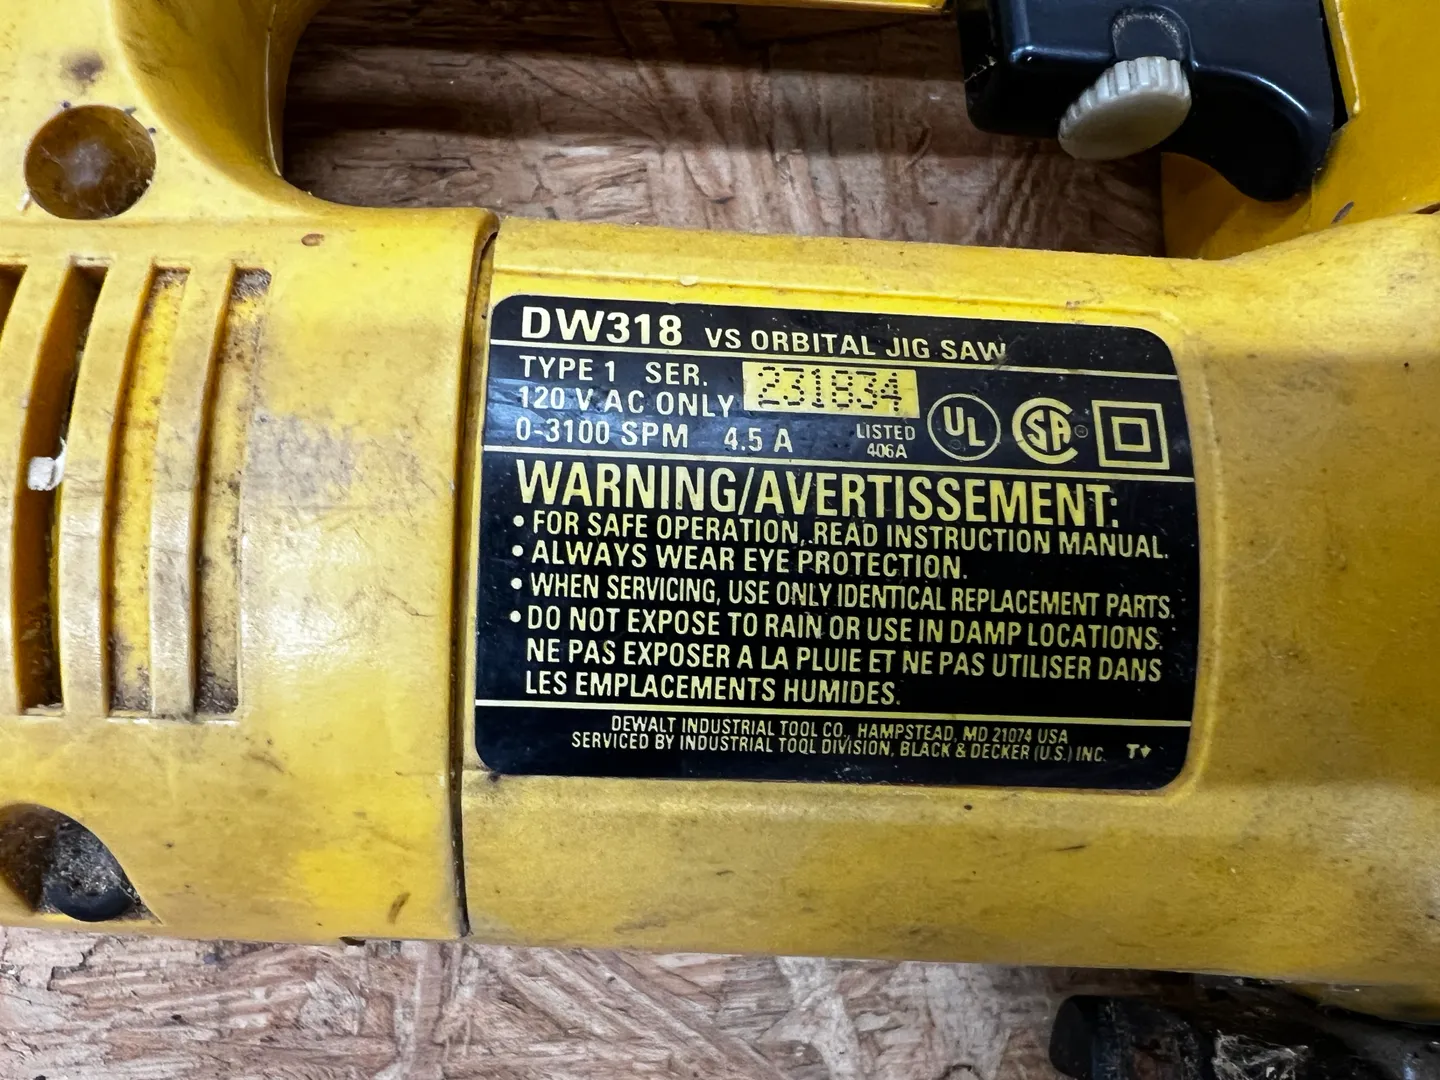 DW318 VS ORBITAL JIG SAW
TYPE 1 SER. 231834
120 V AC ONLY
0-3100 SPM 4.5 A LISTED 406A UL SA ®
WARNING/AVERTISSEMENT:
• FOR SAFE OPERATION, READ INSTRUCTION MANUAL.
• ALWAYS WEAR EYE PROTECTION.
• WHEN SERVICING, USE ONLY IDENTICAL REPLACEMENT PARTS.
• DO NOT EXPOSE TO RAIN OR USE IN DAMP LOCATIONS.
NE PAS EXPOSER A LA PLUIE ET NE PAS UTILISER DANS
LES EMPLACEMENTS HUMIDES.
DEWALT INDUSTRIAL TOOL CO., HAMPSTEAD, MD 21074 USA
SERVICED BY INDUSTRIAL TOOL DIVISION, BLACK & DECKER (U.S.) INC.